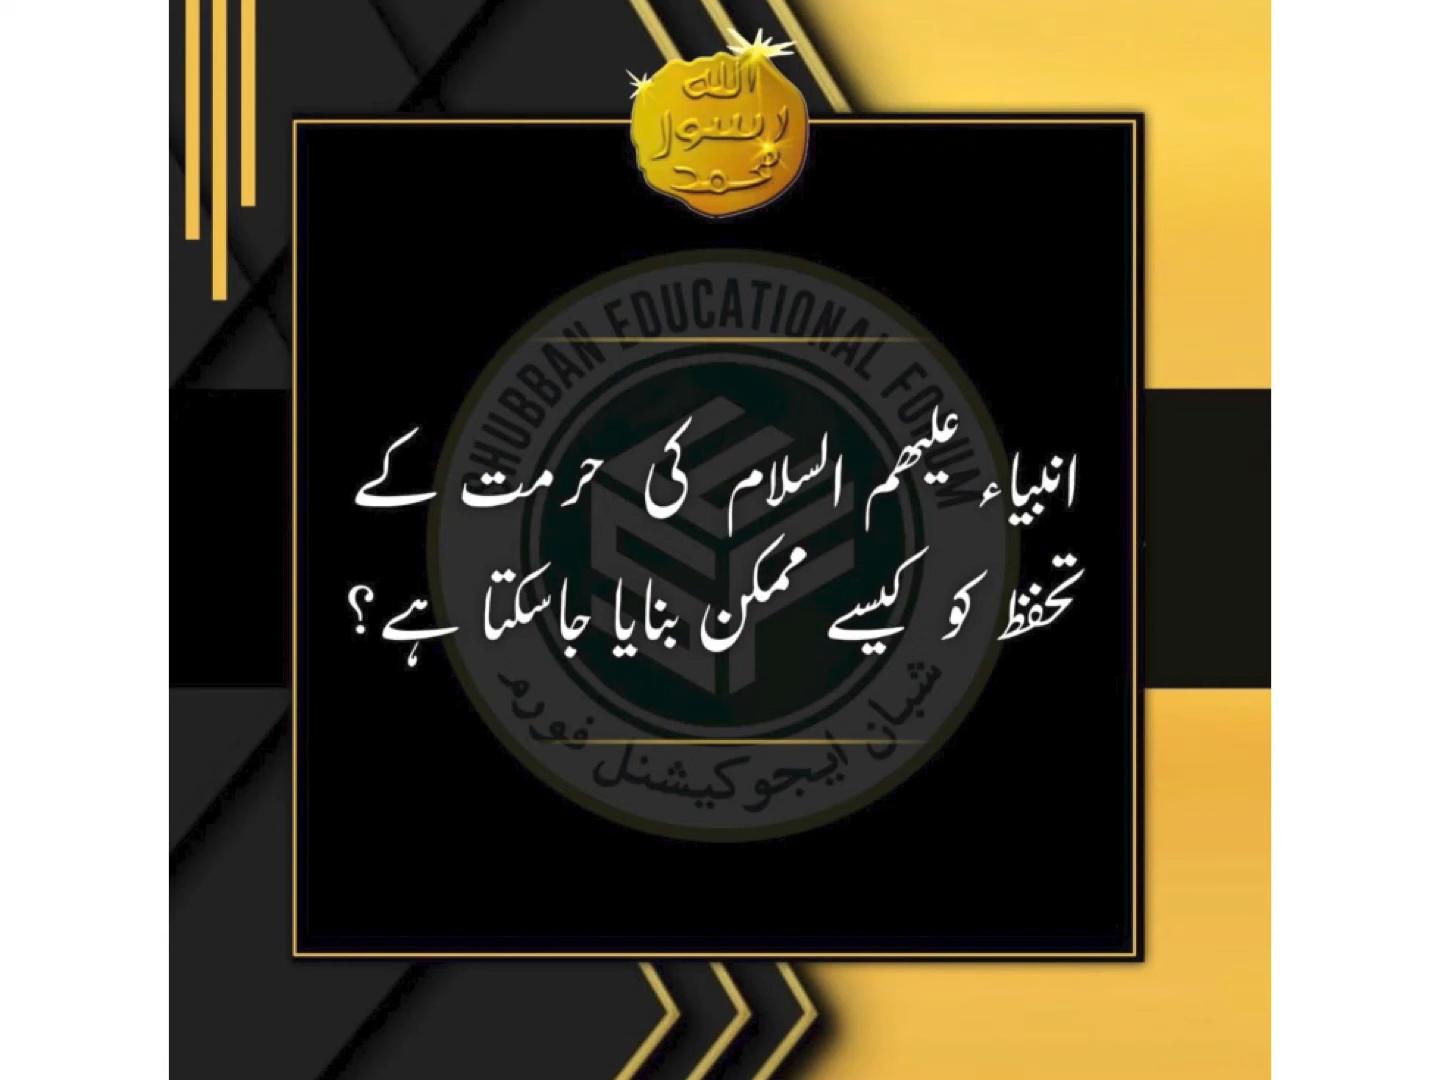 الله
رسول
محمد
SHUBBAN EDUCATIONAL FORUM
انبیاء علیھم السلام کی حرمت کے
تحفظ کو کیسے ممکن بنایا جاسکتا ہے؟
شبان ایجوکیشنل فورم